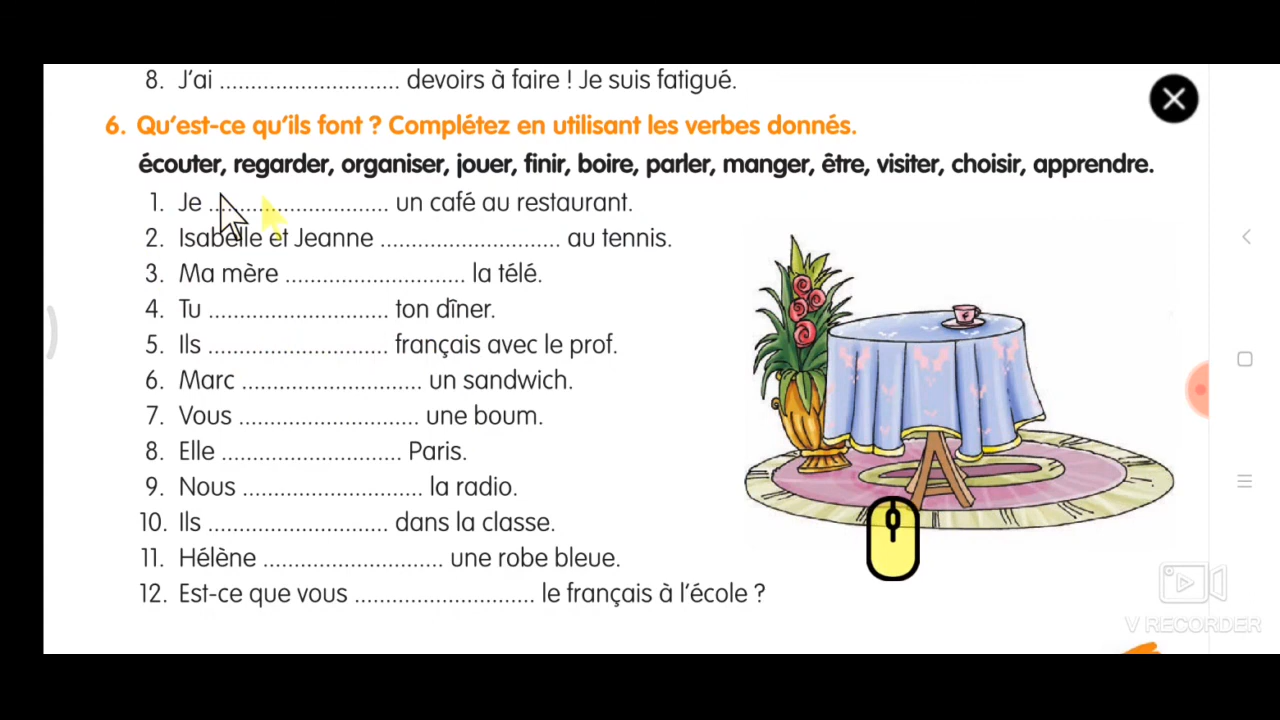 8. J'ai ............................. devoirs à faire ! Je suis fatigué.
6. Qu'est-ce qu'ils font ? Complétez en utilisant les verbes donnés.
écouter, regarder, organiser, jouer, finir, boire, parler, manger, être, visiter, choisir, apprendre.
1. Je ............................. un café au restaurant.
2. Isabelle et Jeanne ............................. au tennis.
3. Ma mère ............................. la télé.
4. Tu ............................. ton dîner.
5. Ils ............................. français avec le prof.
6. Marc ............................. un sandwich.
7. Vous ............................. une boum.
8. Elle ............................. Paris.
9. Nous ............................. la radio.
10. Ils ............................. dans la classe.
11. Hélène ............................. une robe bleue.
12. Est-ce que vous ............................. le français à l'école ?
V RECORDER